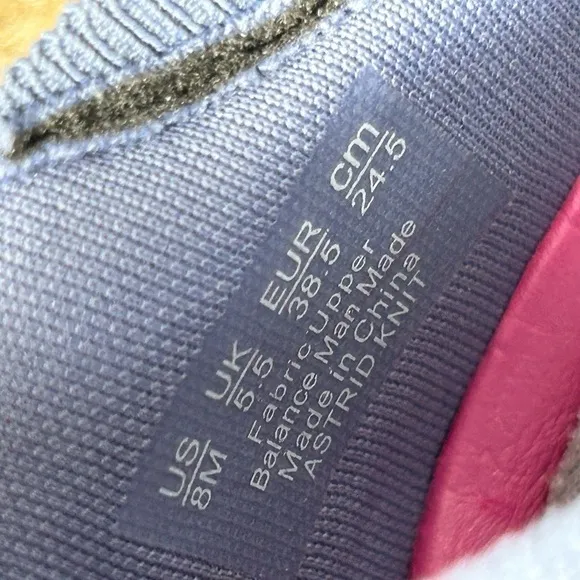 US UK EUR cm
8M 5.5 38.5 24.5
Fabric Upper
Balance Man Made
Made in China
ASTRID KNIT